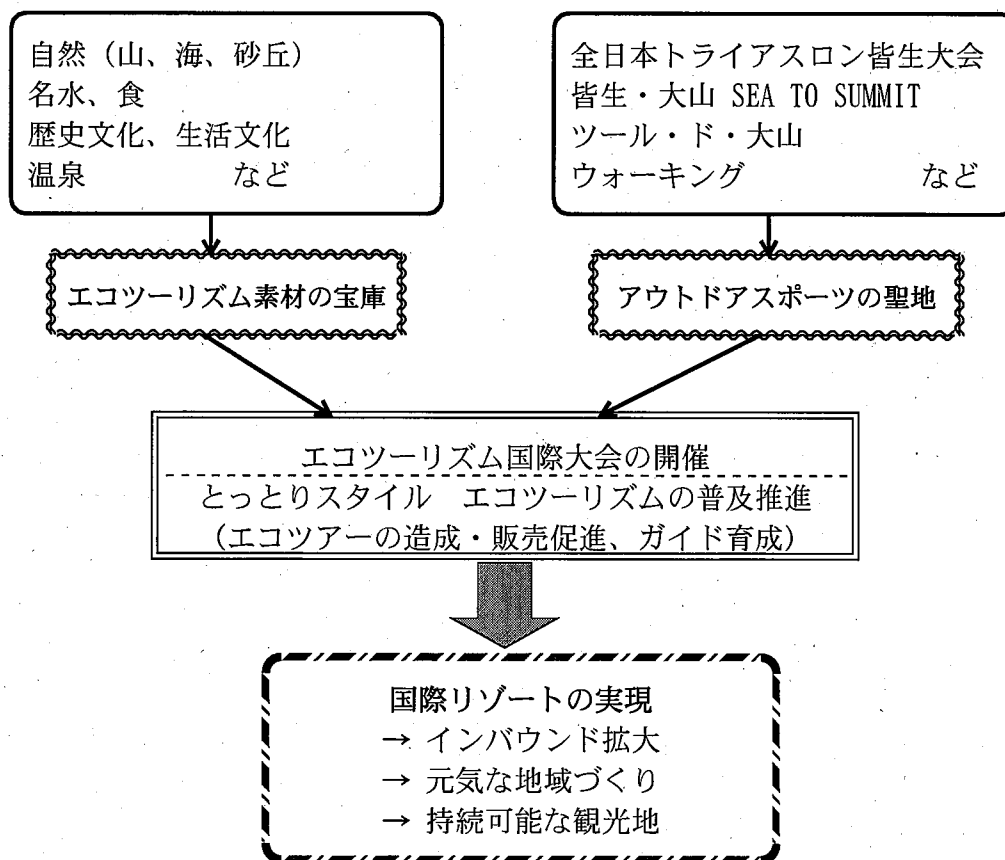 自然（山、海、砂丘）
名水、食
歴史文化、生活文化
温泉　　　　　など
全日本トライアスロン皆生大会
皆生・大山 SEA TO SUMMIT
ツール・ド・大山
ウォーキング　　　　　など
エコツーリズム素材の宝庫
アウトドアスポーツの聖地
エコツーリズム国際大会の開催
とっとりスタイル　エコツーリズムの普及推進
（エコツアーの造成・販売促進、ガイド育成）
国際リゾートの実現
→ インバウンド拡大
→ 元気な地域づくり
→ 持続可能な観光地